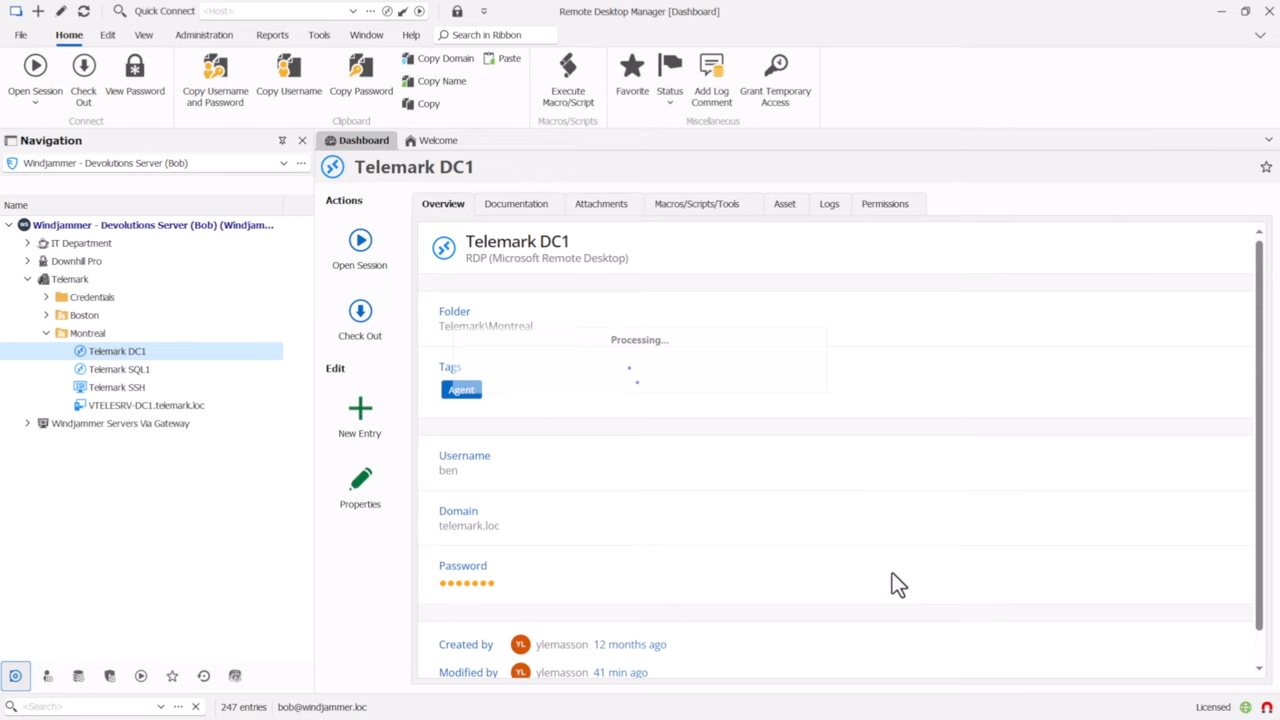 Quick Connect <Host>
Remote Desktop Manager [Dashboard]
File Home Edit View Administration Reports Tools Window Help Search in Ribbon
Open Session
Check Out
View Password
Connect
Copy Username and Password
Copy Username
Copy Password
Copy Domain
Paste
Copy Name
Copy
Clipboard
Execute Macro/Script
Macros/Scripts
Favorite
Status
Add Log Comment
Grant Temporary Access
Miscellaneous
Navigation
Windjammer - Devolutions Server (Bob)
Name
Windjammer - Devolutions Server (Bob) (Windjam...
IT Department
Downhill Pro
Telemark
Credentials
Boston
Montreal
Telemark DC1
Telemark SQL1
Telemark SSH
VTELESRV-DC1.telemark.loc
Windjammer Servers Via Gateway
Dashboard
Welcome
Telemark DC1
Actions
Open Session
Check Out
Edit
New Entry
Properties
Overview Documentation Attachments Macros/Scripts/Tools Asset Logs Permissions
Telemark DC1
RDP (Microsoft Remote Desktop)
Folder
Telemark\Montreal
Processing...
Tags
Agent
Username
ben
Domain
telemark.loc
Password
Created by YL ylemasson 12 months ago
Modified by YL ylemasson 41 min ago
<Search>
247 entries
bob@windjammer.loc
Licensed